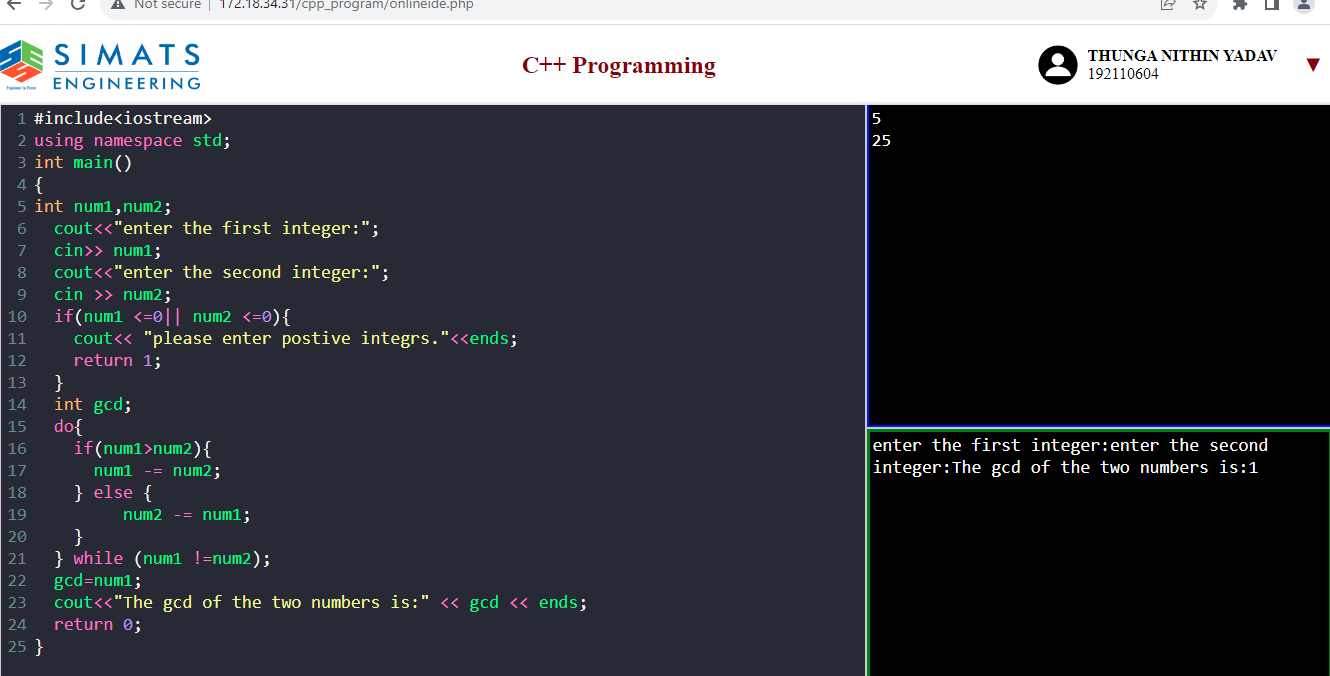 Not secure | 172.18.34.31/cpp_program/onlineide.php
SIMATS
ENGINEERING
Engineer to Excel
C++ Programming
THUNGA NITHIN YADAV
192110604
1 #include<iostream>
2 using namespace std;
3 int main()
4 {
5 int num1,num2;
6 cout<<"enter the first integer:";
7 cin>> num1;
8 cout<<"enter the second integer:";
9 cin >> num2;
10 if(num1 <=0|| num2 <=0){
11 cout<< "please enter postive integrs."<<ends;
12 return 1;
13 }
14 int gcd;
15 do{
16 if(num1>num2){
17 num1 -= num2;
18 } else {
19 num2 -= num1;
20 }
21 } while (num1 !=num2);
22 gcd=num1;
23 cout<<"The gcd of the two numbers is:" << gcd << ends;
24 return 0;
25 }
5
25
enter the first integer:enter the second
integer:The gcd of the two numbers is:1